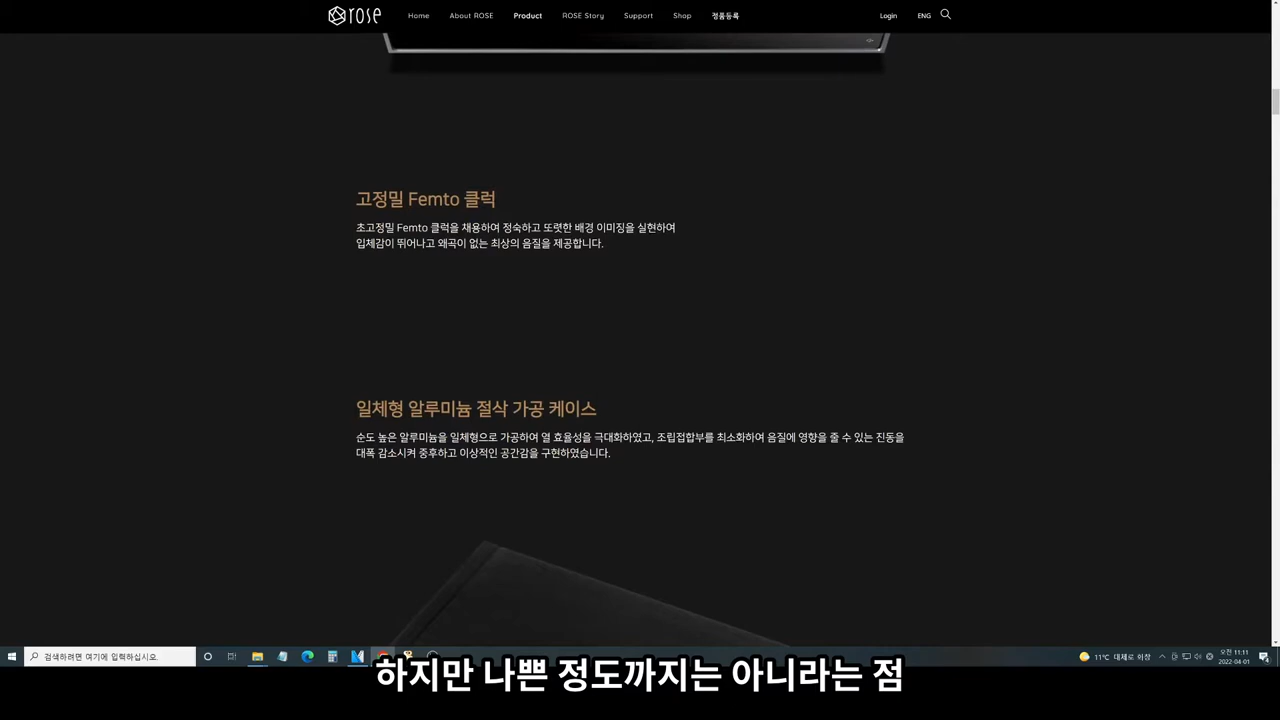 rose Home About ROSE Product ROSE Story Support Shop 정품등록 Login ENG
고정밀 Femto 클럭
초고정밀 Femto 클럭을 채용하여 정숙하고 또렷한 배경 이미징을 실현하여
입체감이 뛰어나고 왜곡이 없는 최상의 음질을 제공합니다.
일체형 알루미늄 절삭 가공 케이스
순도 높은 알루미늄을 일체형으로 가공하여 열 효율성을 극대화하였고, 조립접합부를 최소화하여 음질에 영향을 줄 수 있는 진동을
대폭 감소시켜 중후하고 이상적인 공간감을 구현하였습니다.
검색하려면 여기에 입력하십시오. 11°C 대체로 화창 오전 11:11
2022-04-01
하지만 나쁜 정도까지는 아니라는 점